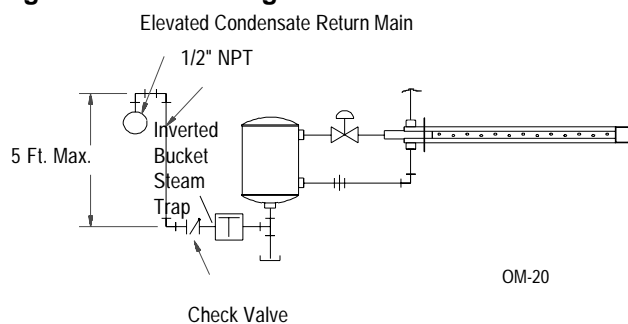 Elevated Condensate Return Main
1/2" NPT
5 Ft. Max.
Inverted
Bucket
Steam
Trap
OM-20
Check Valve